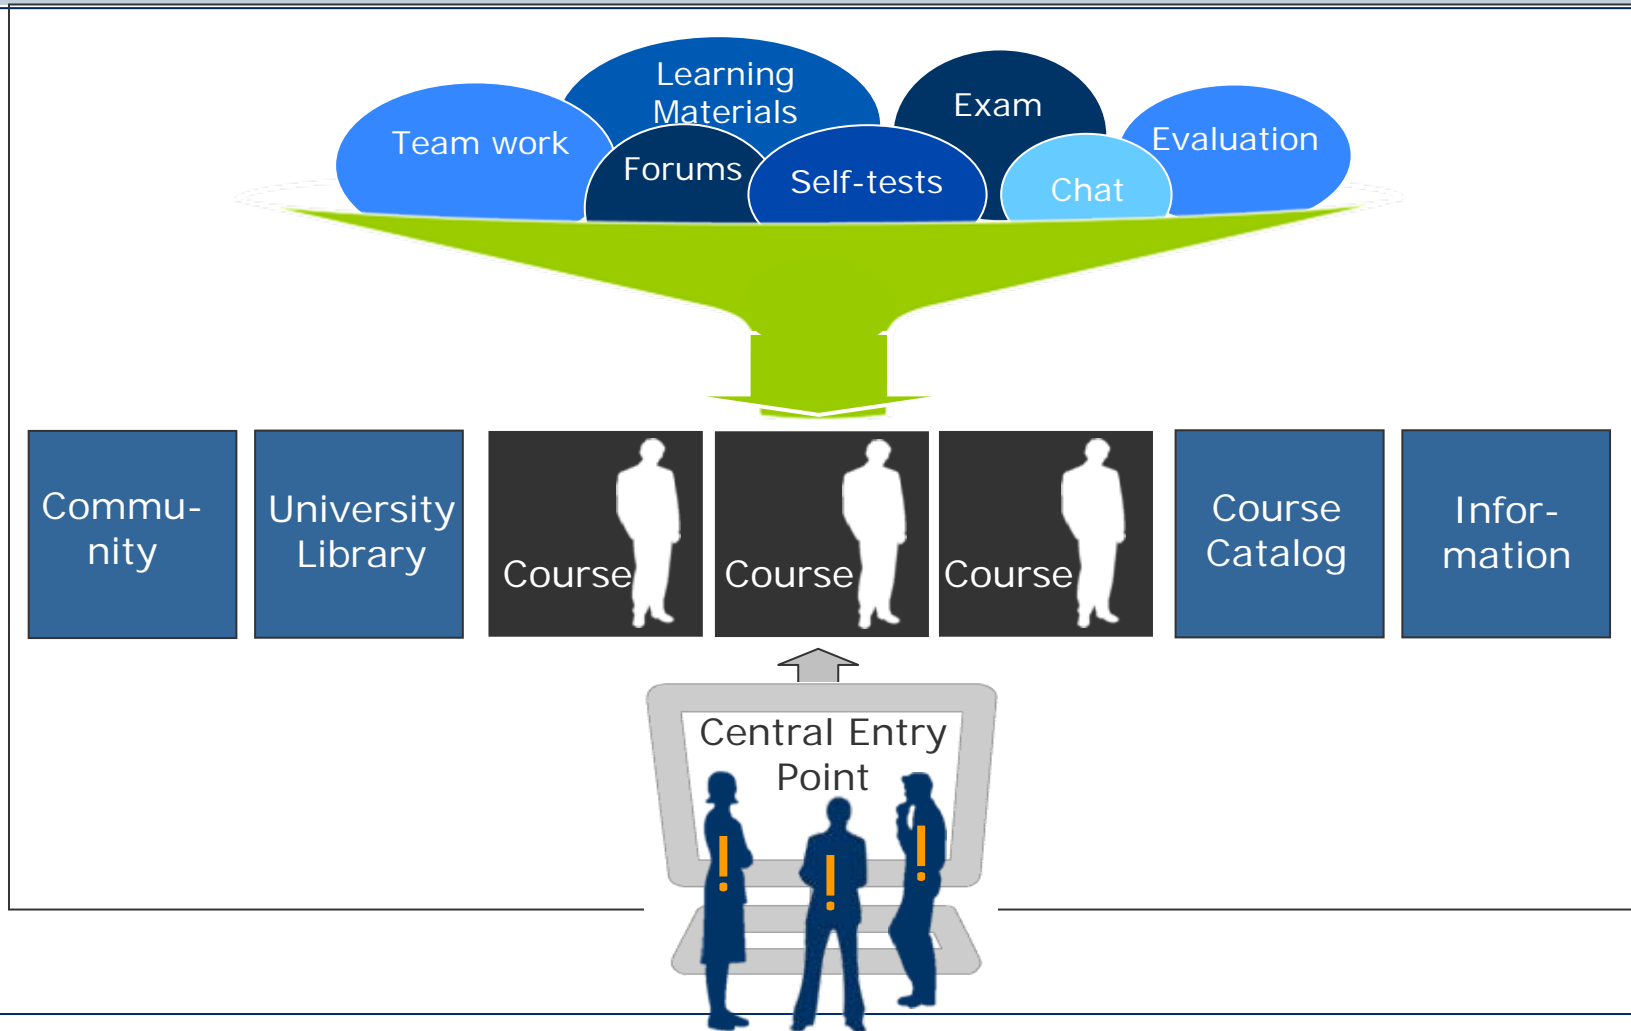 Learning
Materials
Exam
Team work
Evaluation
Forums
Self-tests
Chat
Commu-
nity
University
Library
Course
Course
Course
Course
Catalog
Infor-
mation
Central Entry
Point
!
!
!